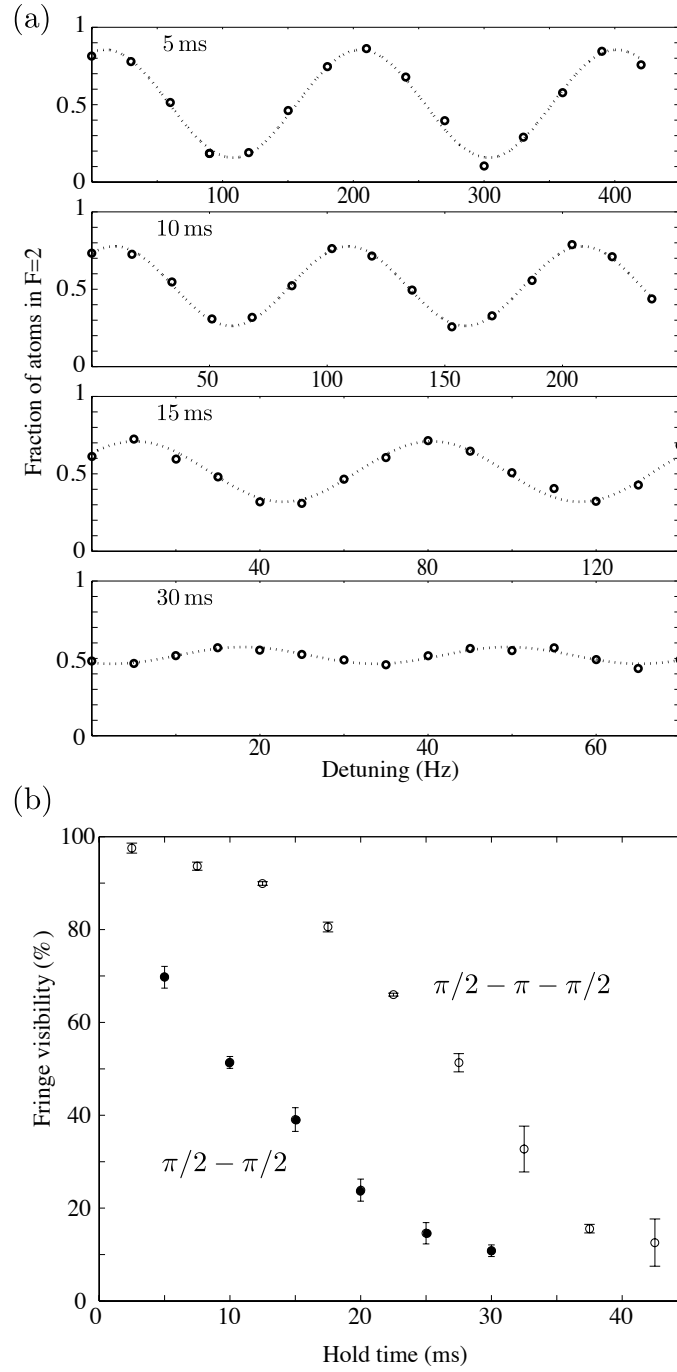 (a)
Fraction of atoms in F=2
1
5 ms
0.5
0
100 200 300 400
1
10 ms
0.5
0
50 100 150 200
1
15 ms
0.5
0
40 80 120
1
30 ms
0.5
0
20 40 60
Detuning (Hz)
(b)
Fringe visibility (%)
100
80
60
40
20
0
π/2 − π − π/2
π/2 − π/2
0 10 20 30 40
Hold time (ms)